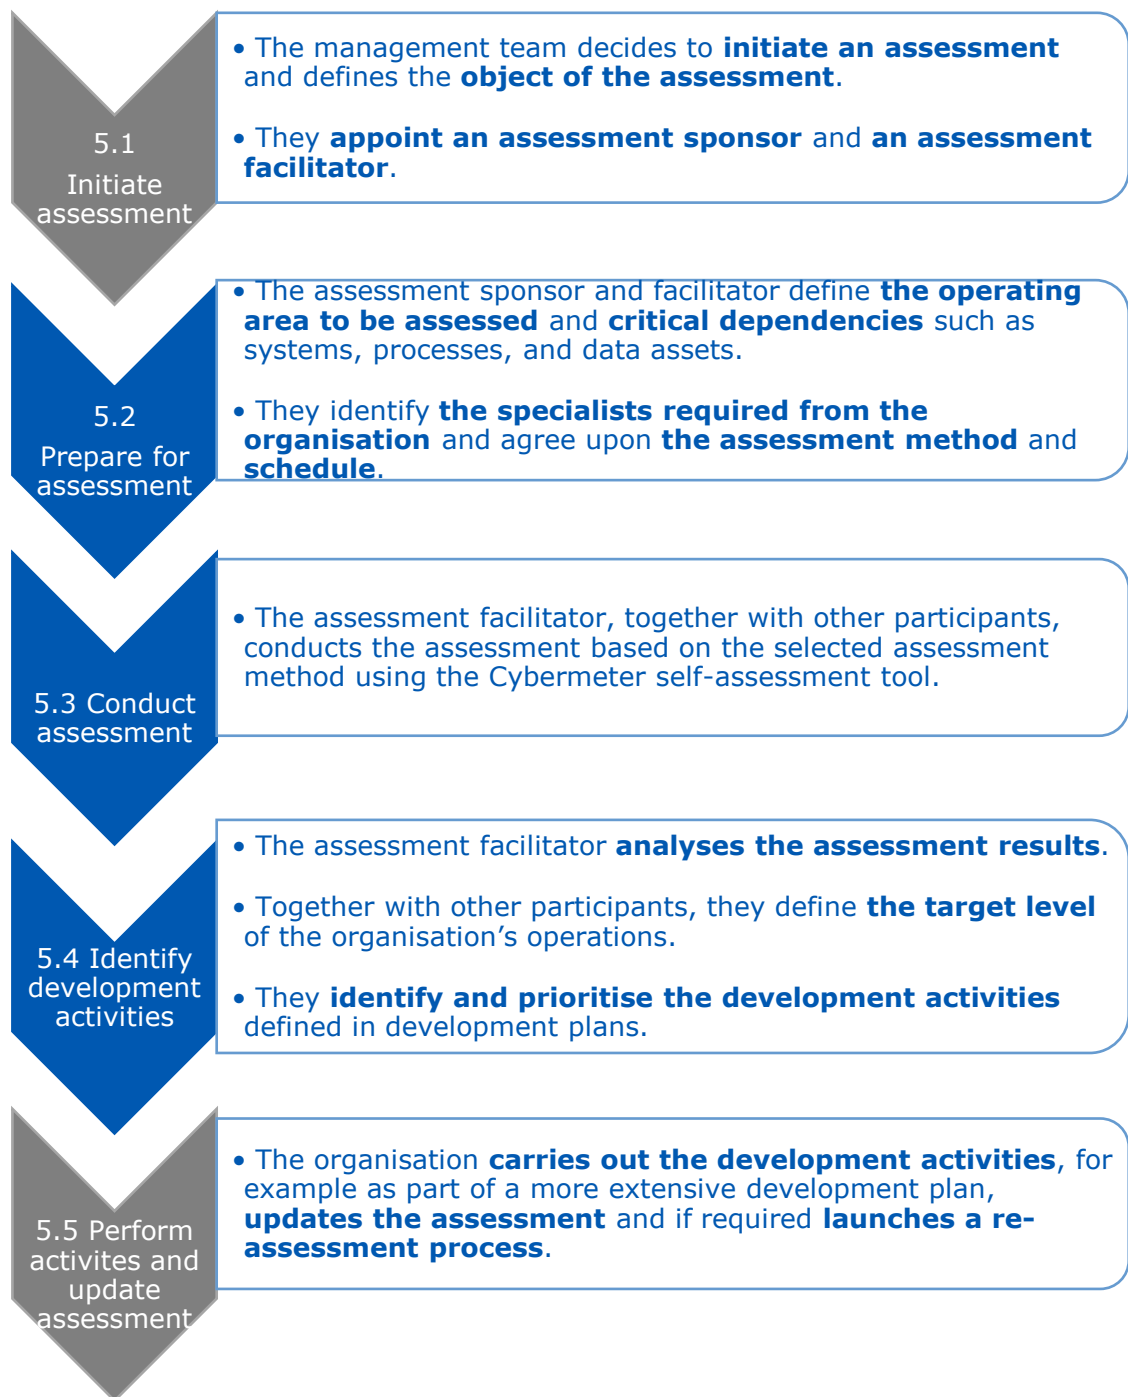 5.1
Initiate
assessment
• The management team decides to initiate an assessment
and defines the object of the assessment.
• They appoint an assessment sponsor and an assessment
facilitator.
5.2
Prepare for
assessment
• The assessment sponsor and facilitator define the operating
area to be assessed and critical dependencies such as
systems, processes, and data assets.
• They identify the specialists required from the
organisation and agree upon the assessment method and
schedule.
5.3 Conduct
assessment
• The assessment facilitator, together with other participants,
conducts the assessment based on the selected assessment
method using the Cybermeter self-assessment tool.
5.4 Identify
development
activities
• The assessment facilitator analyses the assessment results.
• Together with other participants, they define the target level
of the organisation’s operations.
• They identify and prioritise the development activities
defined in development plans.
5.5 Perform
activites and
update
assessment
• The organisation carries out the development activities, for
example as part of a more extensive development plan,
updates the assessment and if required launches a re-
assessment process.